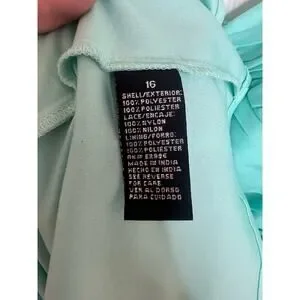 16
SHELL/EXTERIOR:
100% POLYESTER
100% POLIESTER
LACE/ENCAJE:
100% NYLON
100% NILON
LINING/FORRO:
100% POLYESTER
100% POLIESTER
MADE IN INDIA
HECHO EN INDIA
SEE REVERSE
FOR CARE
VER AL DORSO
PARA CUIDADO